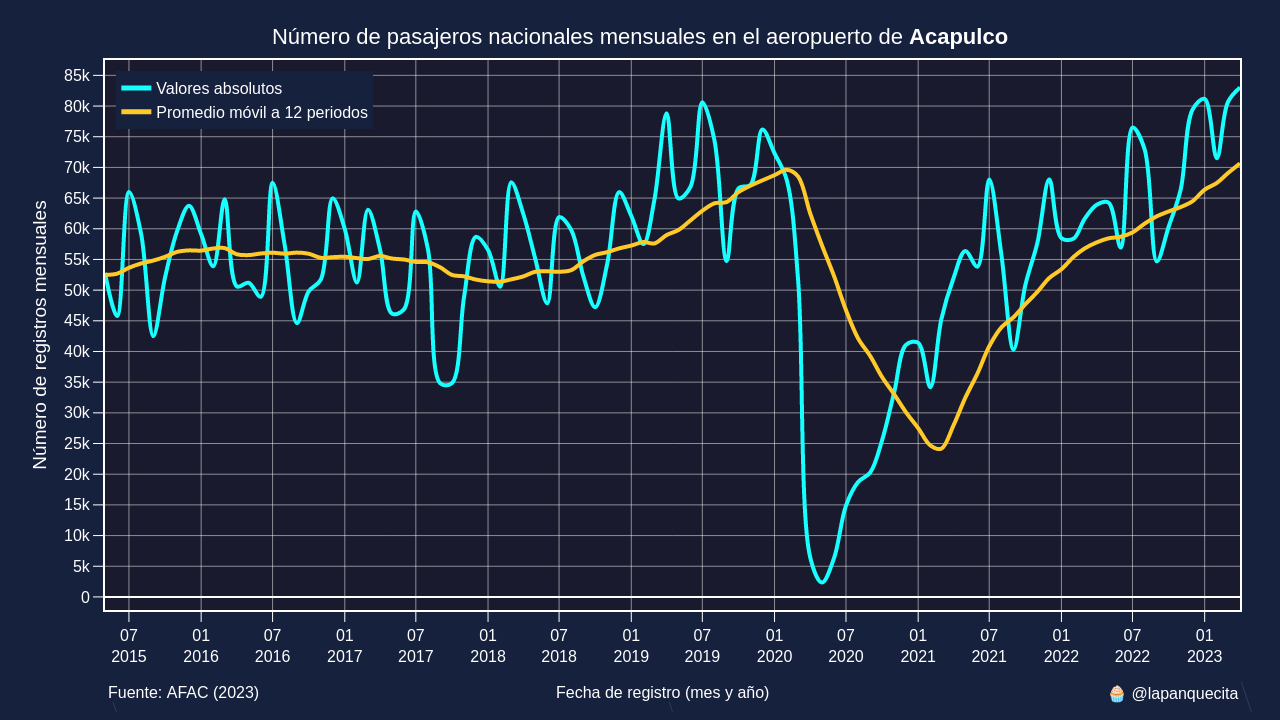 Número de pasajeros nacionales mensuales en el aeropuerto de Acapulco
Valores absolutos
Promedio móvil a 12 periodos
Número de registros mensuales
85k
80k
75k
70k
65k
60k
55k
50k
45k
40k
35k
30k
25k
20k
15k
10k
5k
0
07 01 07 01 07 01 07 01 07 01 07 01 07 01 07 01
2015 2016 2016 2017 2017 2018 2018 2019 2019 2020 2020 2021 2021 2022 2022 2023
Fuente: AFAC (2023) Fecha de registro (mes y año) 🧁 @lapanquecita